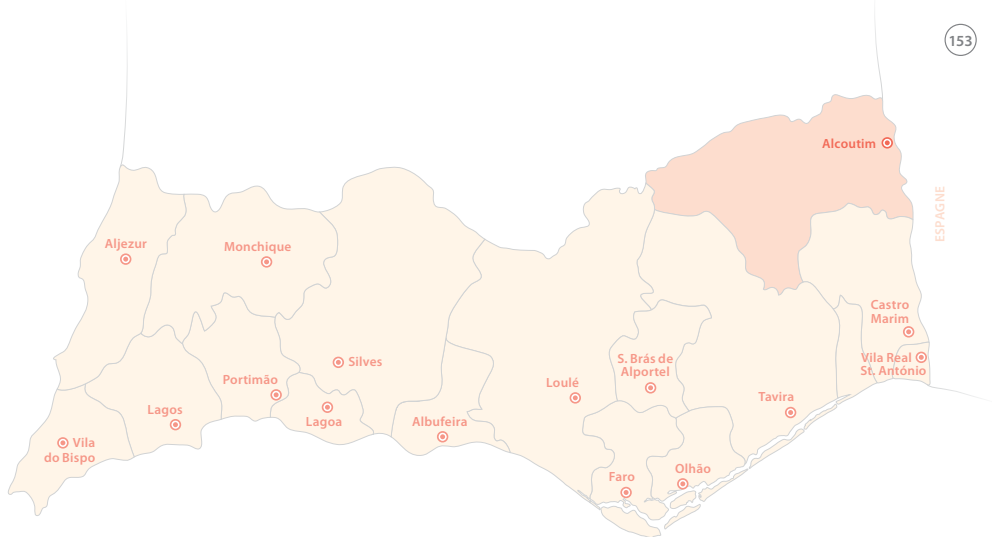 153
Alcoutim
ESPAGNE
Aljezur
Monchique
Castro
Marim
Silves
S. Brás de
Alportel
Vila Real
St. António
Portimão
Loulé
Tavira
Lagos
Lagoa
Albufeira
Vila
do Bispo
Faro
Olhão